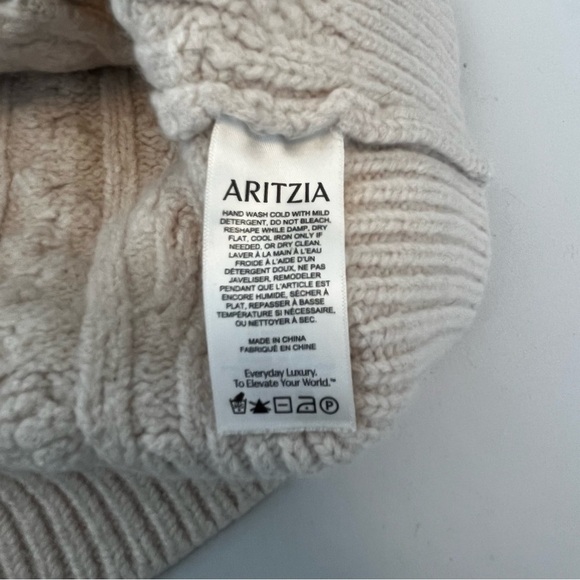 ARITZIA
HAND WASH COLD WITH MILD
DETERGENT, DO NOT BLEACH,
RESHAPE WHILE DAMP, DRY
FLAT, COOL IRON ONLY IF
NEEDED, OR DRY CLEAN.
LAVER À LA MAIN À L'EAU
FROIDE À L'AIDE D'UN
DÉTERGENT DOUX, NE PAS
JAVELISER, REMODELER
PENDANT QUE L'ARTICLE EST
ENCORE HUMIDE, SÉCHER À
PLAT, REPASSER À BASSE
TEMPÉRATURE SI NÉCESSAIRE,
OU NETTOYER À SEC.
MADE IN CHINA
FABRIQUÉ EN CHINE
Everyday Luxury.
To Elevate Your World.™
P